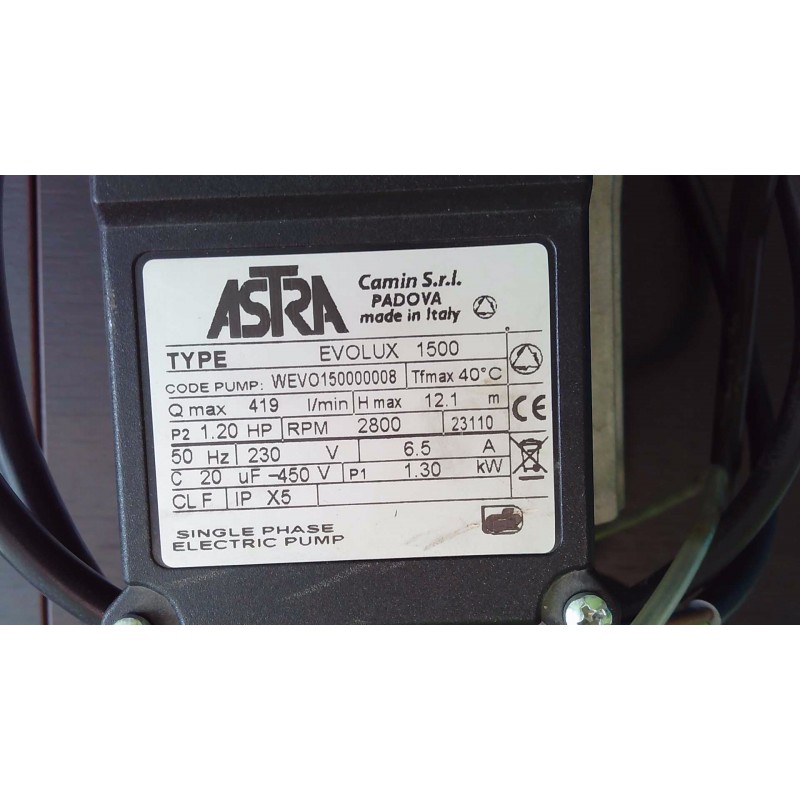 ASTRA
Camin S.r.l.
PADOVA
made in Italy
TYPE EVOLUX 1500
CODE PUMP: WEVO150000008 Tfmax 40°C
Q max 419 l/min H max 12.1 m
P2 1.20 HP RPM 2800 23110
50 Hz 230 V 6.5 A
C 20 uF -450 V P1 1.30 kW
CL F IP X5
CE
SINGLE PHASE
ELECTRIC PUMP